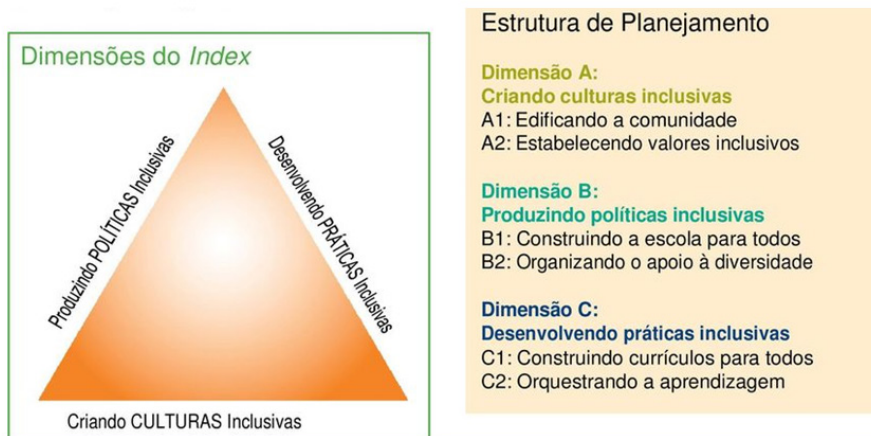 Dimensões do Index
Produzindo POLÍTICAS Inclusivas
Desenvolvendo PRÁTICAS Inclusivas
Criando CULTURAS Inclusivas
Estrutura de Planejamento
Dimensão A:
Criando culturas inclusivas
A1: Edificando a comunidade
A2: Estabelecendo valores inclusivos
Dimensão B:
Produzindo políticas inclusivas
B1: Construindo a escola para todos
B2: Organizando o apoio à diversidade
Dimensão C:
Desenvolvendo práticas inclusivas
C1: Construindo currículos para todos
C2: Orquestrando a aprendizagem